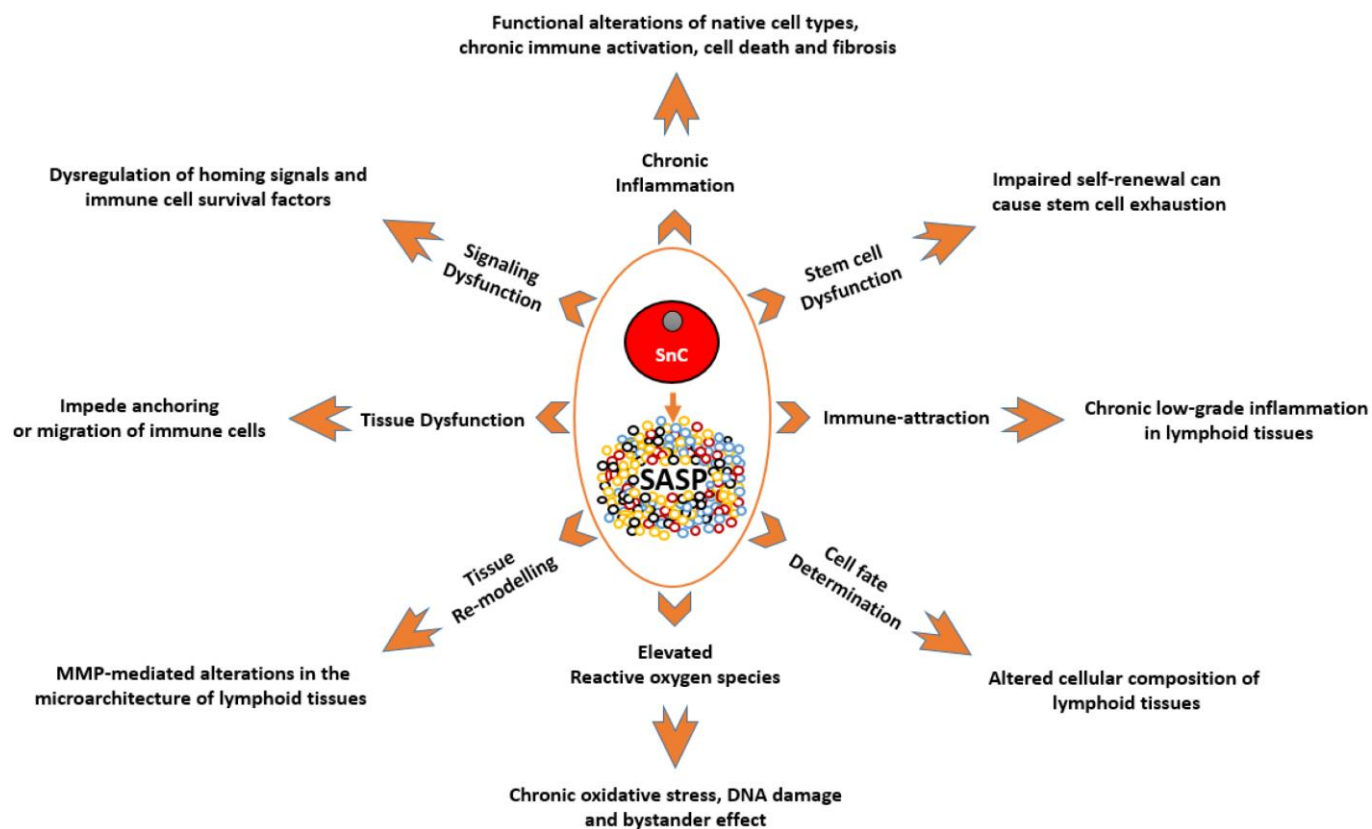 Functional alterations of native cell types,
chronic immune activation, cell death and fibrosis
Chronic
Inflammation
Dysregulation of homing signals and
immune cell survival factors
Signaling
Dysfunction
Impaired self-renewal can
cause stem cell exhaustion
Stem cell
Dysfunction
SnC
SASP
Impede anchoring
or migration of immune cells
Tissue Dysfunction
Immune-attraction
Chronic low-grade inflammation
in lymphoid tissues
Tissue
Re-modelling
MMP-mediated alterations in the
microarchitecture of lymphoid tissues
Elevated
Reactive oxygen species
Chronic oxidative stress, DNA damage
and bystander effect
Cell fate
Determination
Altered cellular composition of
lymphoid tissues